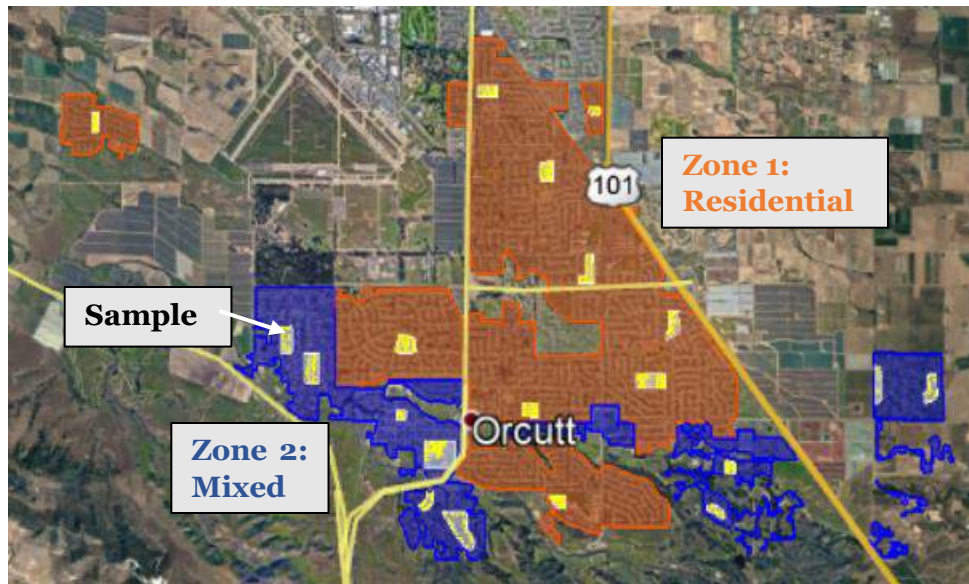 101
Zone 1:
Residential
Sample
Orcutt
Zone 2:
Mixed